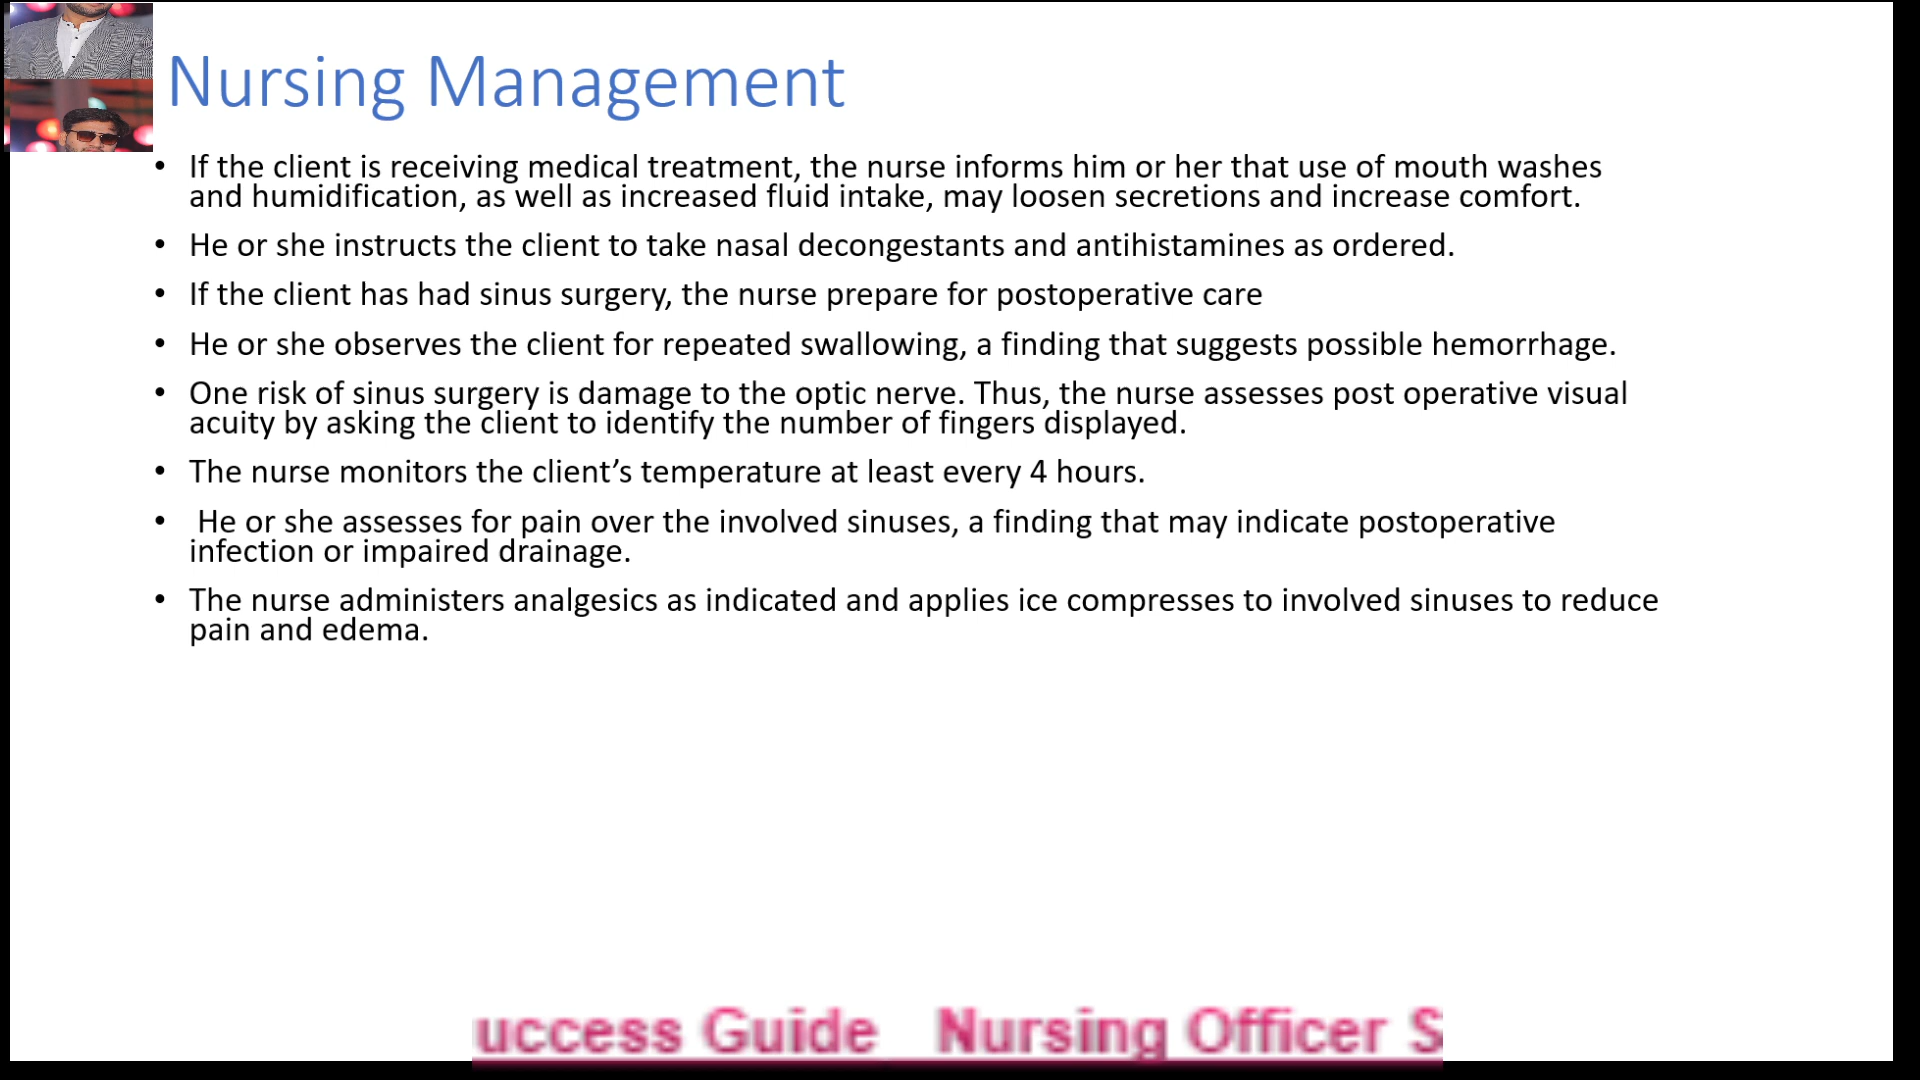 Nursing Management
• If the client is receiving medical treatment, the nurse informs him or her that use of mouth washes
and humidification, as well as increased fluid intake, may loosen secretions and increase comfort.
• He or she instructs the client to take nasal decongestants and antihistamines as ordered.
• If the client has had sinus surgery, the nurse prepare for postoperative care
• He or she observes the client for repeated swallowing, a finding that suggests possible hemorrhage.
• One risk of sinus surgery is damage to the optic nerve. Thus, the nurse assesses post operative visual
acuity by asking the client to identify the number of fingers displayed.
• The nurse monitors the client’s temperature at least every 4 hours.
• He or she assesses for pain over the involved sinuses, a finding that may indicate postoperative
infection or impaired drainage.
• The nurse administers analgesics as indicated and applies ice compresses to involved sinuses to reduce
pain and edema.
uccess Guide Nursing Officer S